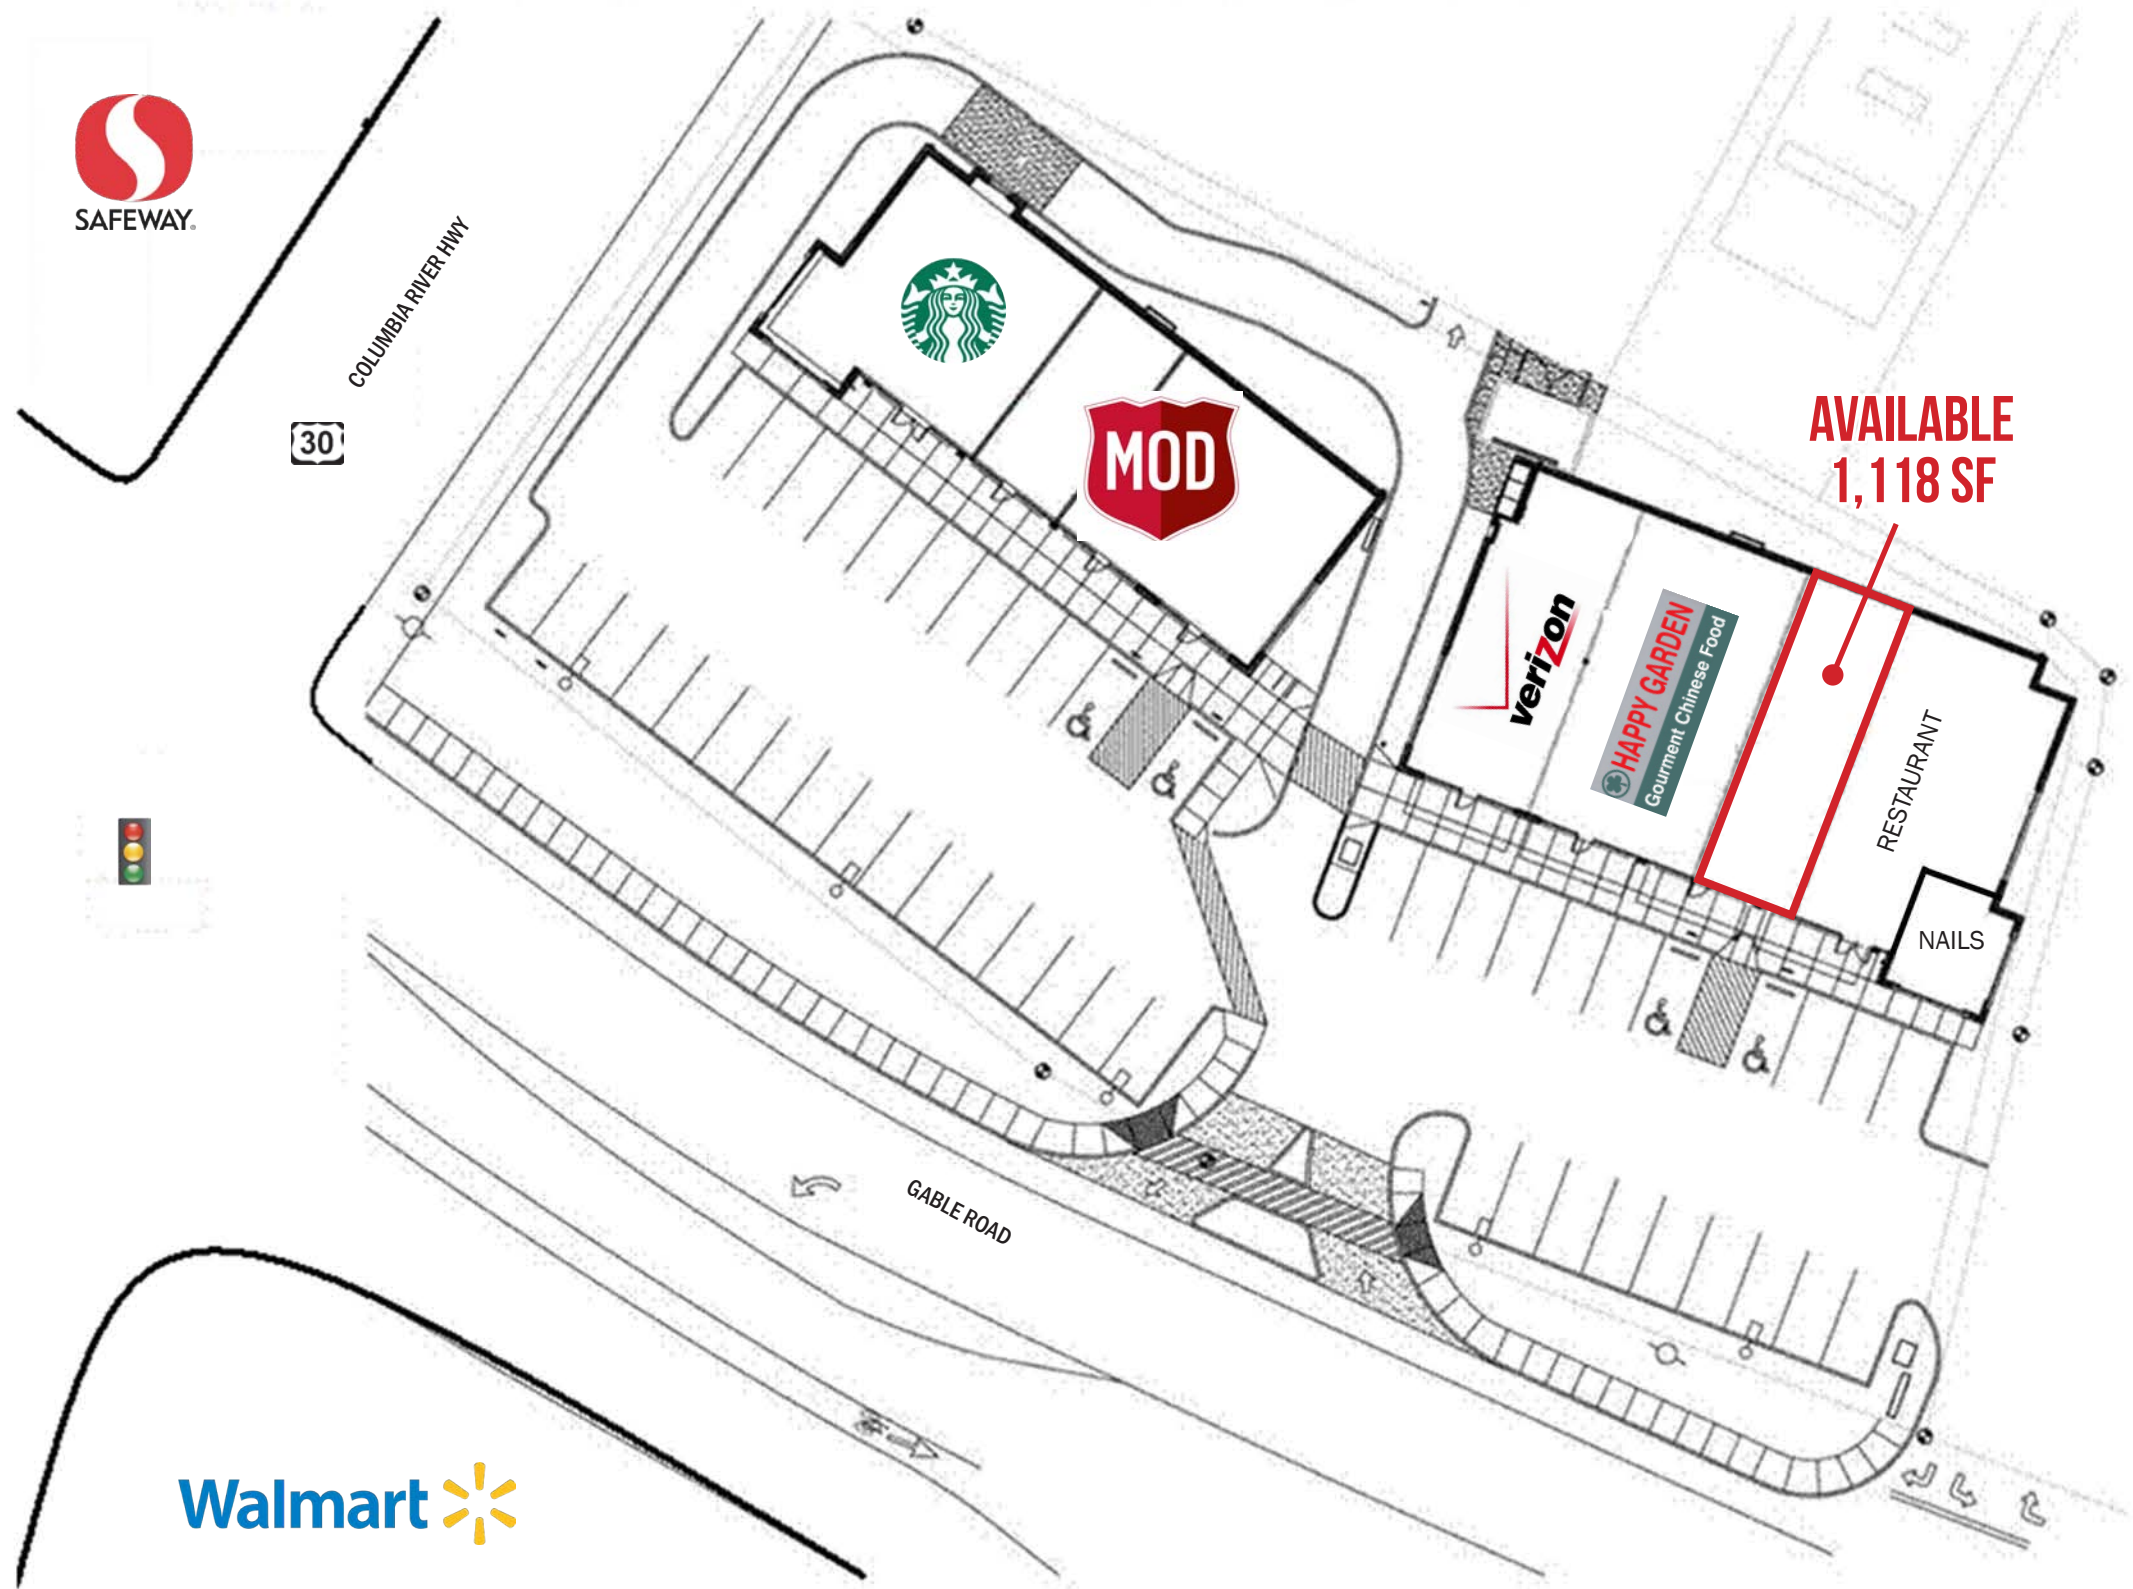 SAFEWAY.
COLUMBIA RIVER HWY
30
MOD
AVAILABLE
1,118 SF
verizon
HAPPY GARDEN
Gourment Chinese Food
RESTAURANT
NAILS
GABLE ROAD
Walmart